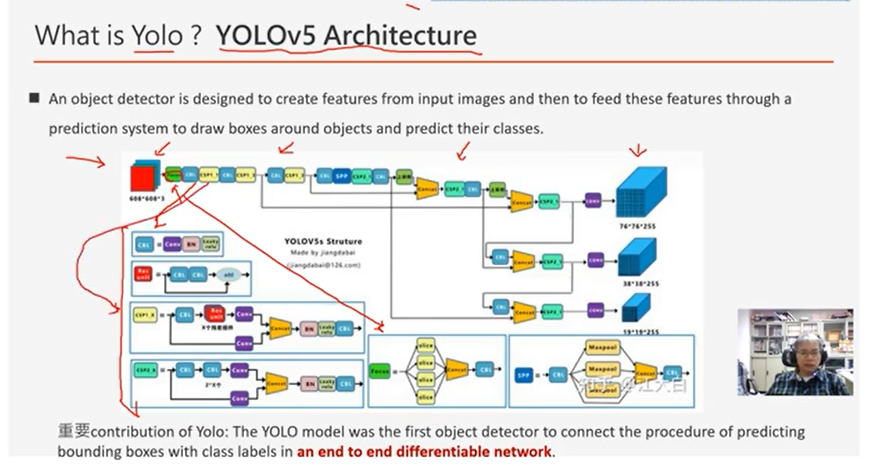 What is Yolo ? YOLOv5 Architecture
■ An object detector is designed to create features from input images and then to feed these features through a
prediction system to draw boxes around objects and predict their classes.
Focus CBL CSP1_1 CBL CSP1_3 CBL CSP1_3 CBL SPP CSP2_1 CBL 上采样 Concat CSP2_1 CBL 上采样 Concat CSP2_1 Conv
608*608*3
76*76*255
YOLOV5s Struture
Made by jiangdabai
(jiangdabai@126.com)
CBL = Conv BN Leaky relu
CBL Concat CSP2_1 Conv
38*38*255
Res unit = CBL CBL add
CBL Concat CSP2_1 Conv
19*19*255
CSP1_X = CBL Res unit Conv Concat BN Leaky relu CBL
X个残差组件
Conv
CSP2_X = CBL CBL Conv Concat BN Leaky relu CBL
2*X个
Conv
Focus = slice slice slice slice Concat CBL
SPP = CBL Maxpool Maxpool Maxpool Concat CBL
知乎 @江大白
重要contribution of Yolo: The YOLO model was the first object detector to connect the procedure of predicting
bounding boxes with class labels in an end to end differentiable network.